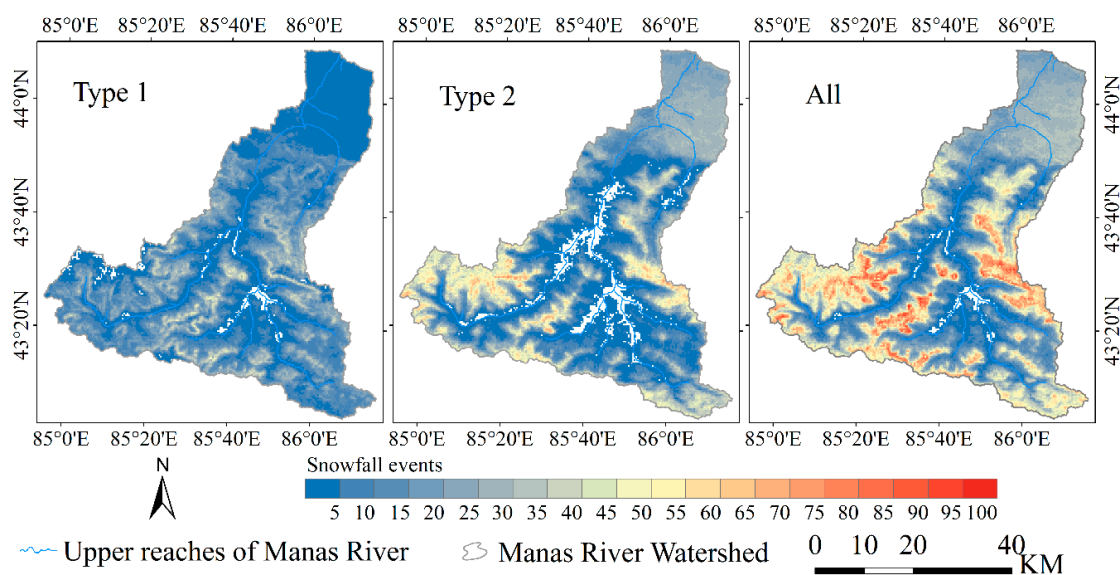 85°0'E 85°20'E 85°40'E 86°0'E 85°0'E 85°20'E 85°40'E 86°0'E 85°0'E 85°20'E 85°40'E 86°0'E
Type 1
Type 2
All
44°0'N
43°40'N
43°20'N
44°0'N
43°40'N
43°20'N
85°0'E 85°20'E 85°40'E 86°0'E 85°0'E 85°20'E 85°40'E 86°0'E 85°0'E 85°20'E 85°40'E 86°0'E
N
Snowfall events
5 10 15 20 25 30 35 40 45 50 55 60 65 70 75 80 85 90 95 100
Upper reaches of Manas River
Manas River Watershed
0 10 20 40
KM